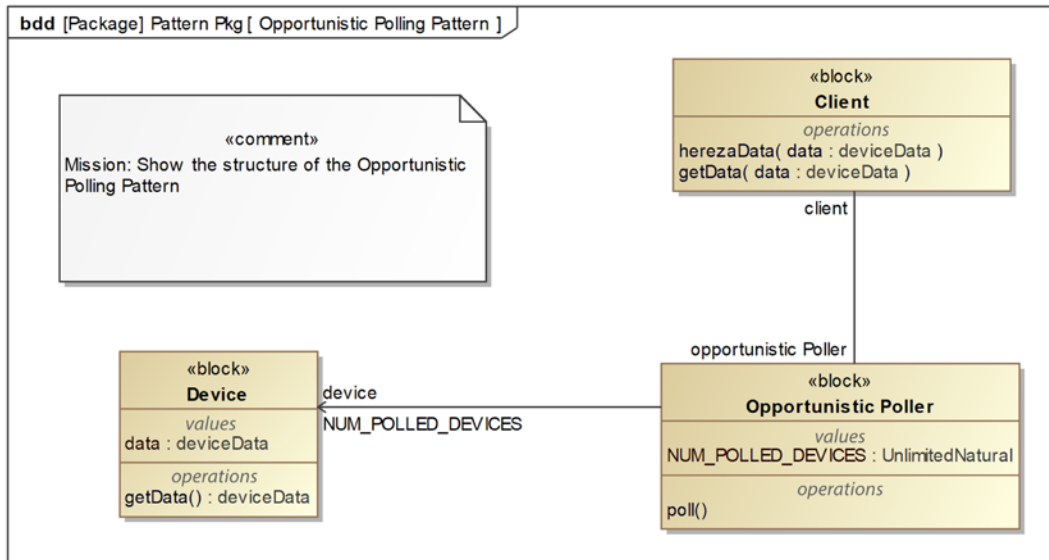 bdd [Package] Pattern Pkg [ Opportunistic Polling Pattern ]
«comment»
Mission: Show the structure of the Opportunistic
Polling Pattern
«block»
Client
operations
herezaData( data : deviceData )
getData( data : deviceData )
client
opportunistic Poller
«block»
Device
values
data : deviceData
operations
getData() : deviceData
device
NUM_POLLED_DEVICES
«block»
Opportunistic Poller
values
NUM_POLLED_DEVICES : UnlimitedNatural
operations
poll()